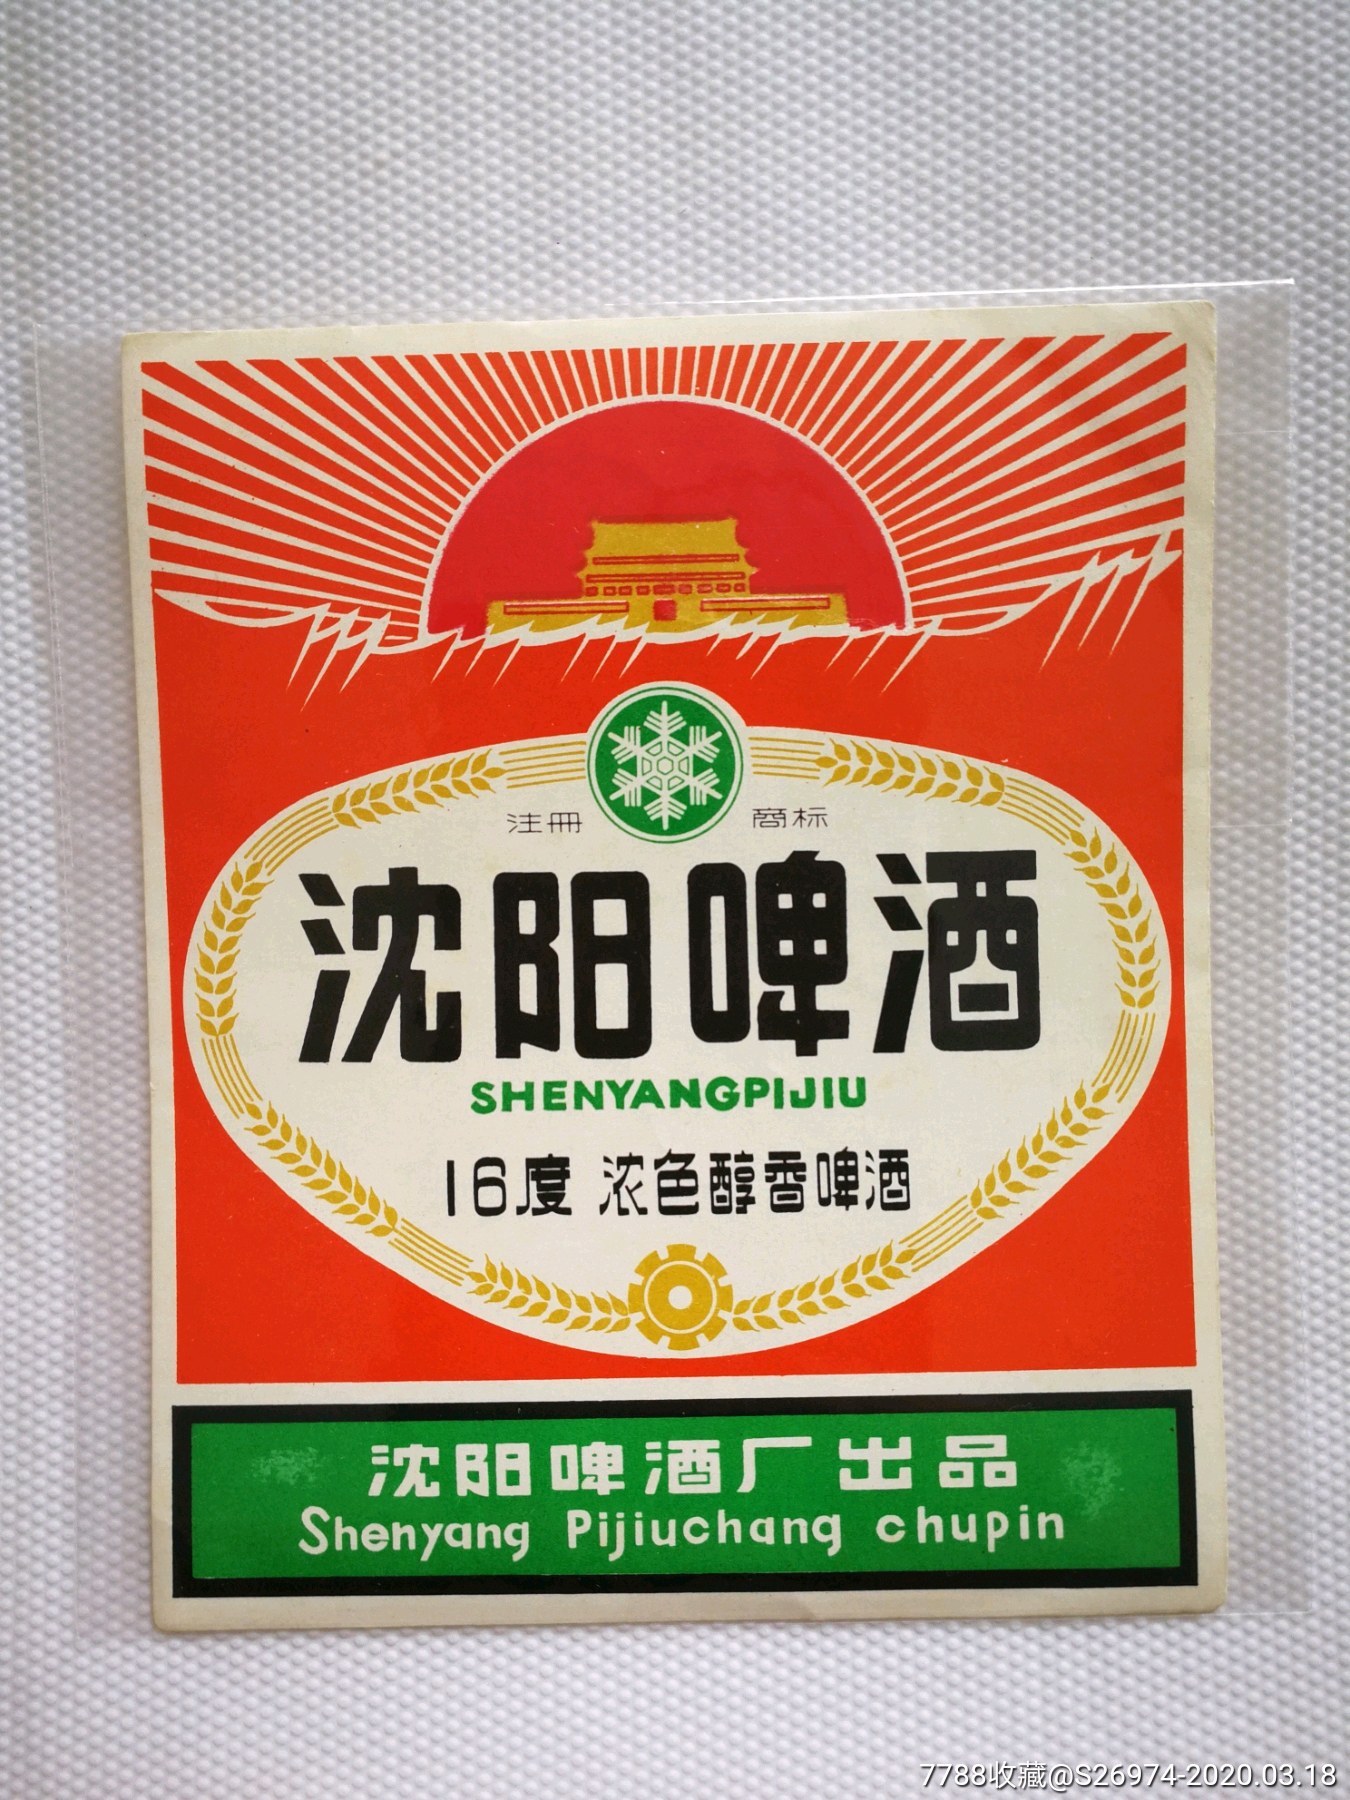 注冊 商标
沈阳啤酒
SHENYANGPIJIU
16度 浓色醇香啤酒
沈阳啤酒厂出品
Shenyang Pijiuchang chupin
7788收藏@S26974-2020.03.18